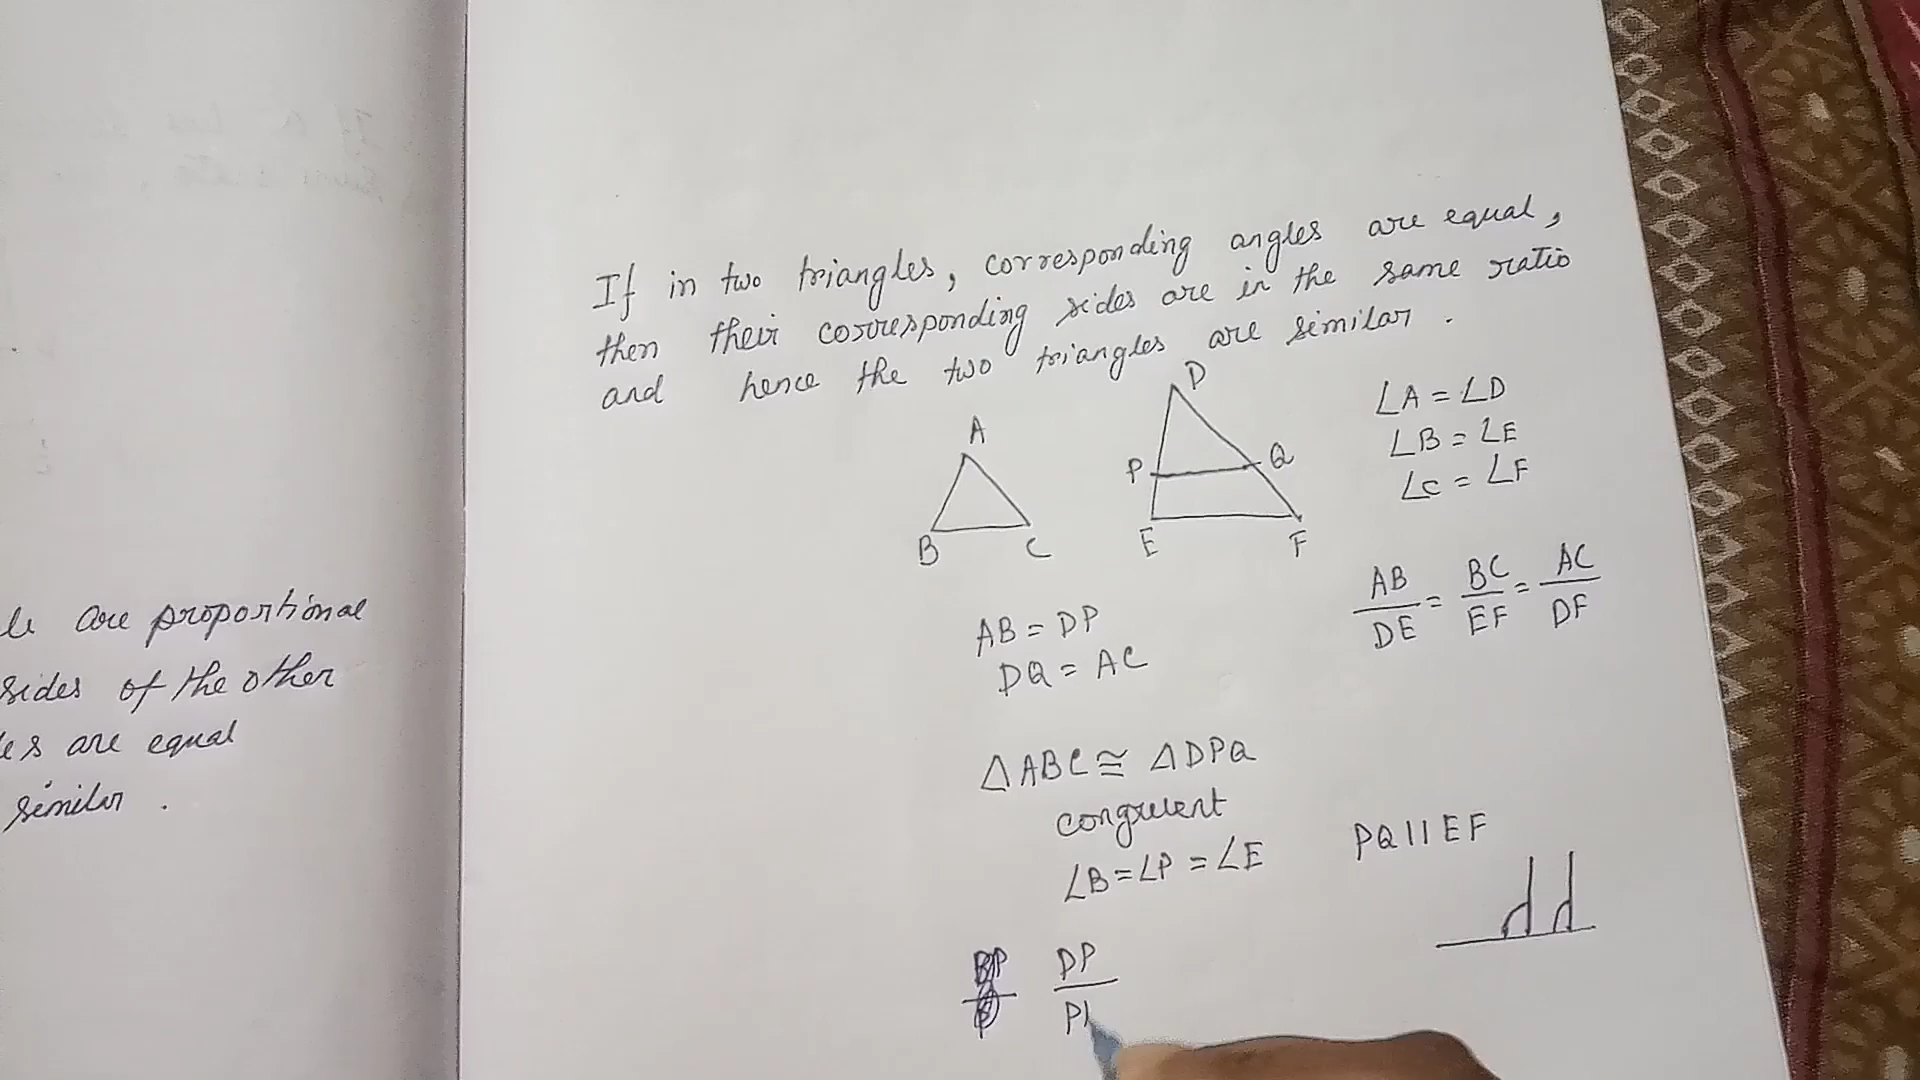 If in two triangles, corresponding angles are equal,
then their corresponding sides are in the same ratio
and hence the two triangles are similar.
A
B
C
D
P
Q
E
F
∠A = ∠D
∠B = ∠E
∠C = ∠F
AB/DE = BC/EF = AC/DF
AB = DP
DQ = AC
△ABC ≅ △DPQ
congruent
∠B = ∠P = ∠E
PQ || EF
DP
are proportional
sides of the other
are equal
similar.